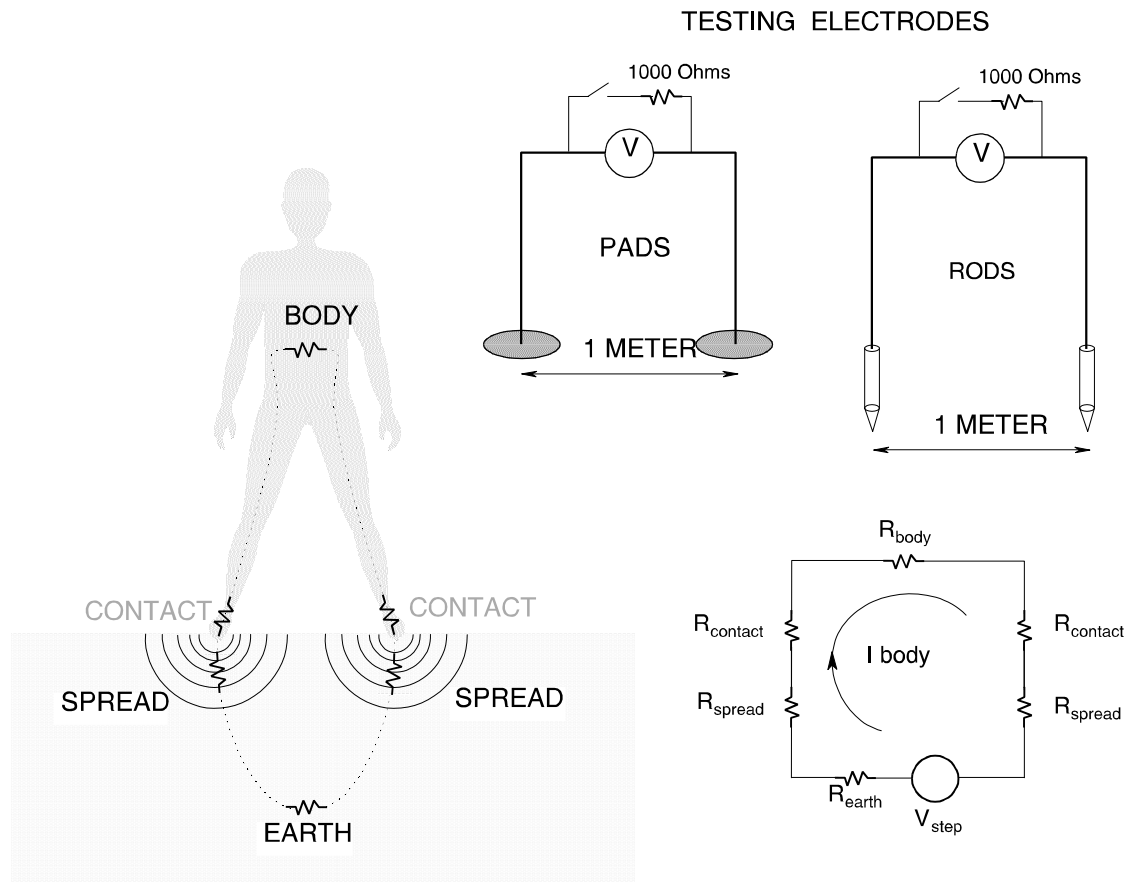 TESTING ELECTRODES
1000 Ohms
1000 Ohms
V
V
PADS
RODS
1 METER
1 METER
BODY
CONTACT
CONTACT
SPREAD
SPREAD
EARTH
Rbody
Rcontact
Rcontact
I body
Rspread
Rspread
Rearth
Vstep